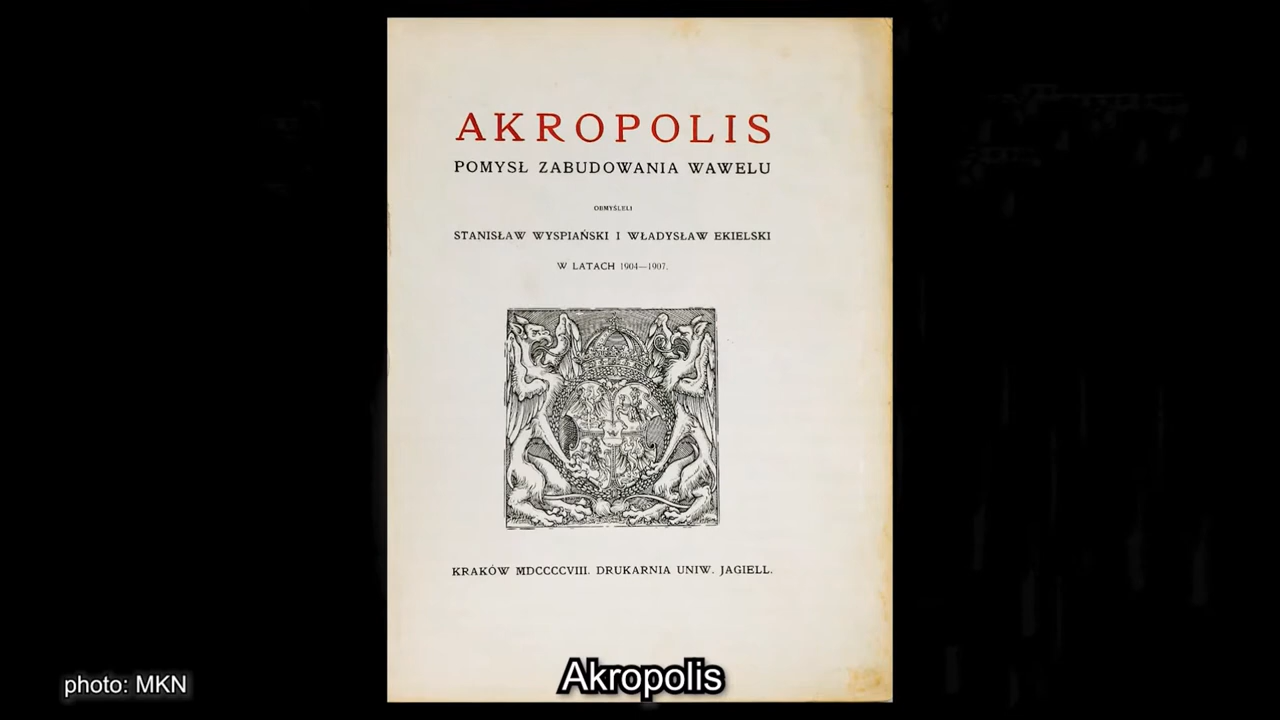 AKROPOLIS
POMYSŁ ZABUDOWANIA WAWELU
OBMYŚLELI
STANISŁAW WYSPIAŃSKI I WŁADYSŁAW EKIELSKI
W LATACH 1904—1907.
KRAKÓW MDCCCCVIII. DRUKARNIA UNIW. JAGIELL.
Akropolis
photo: MKN